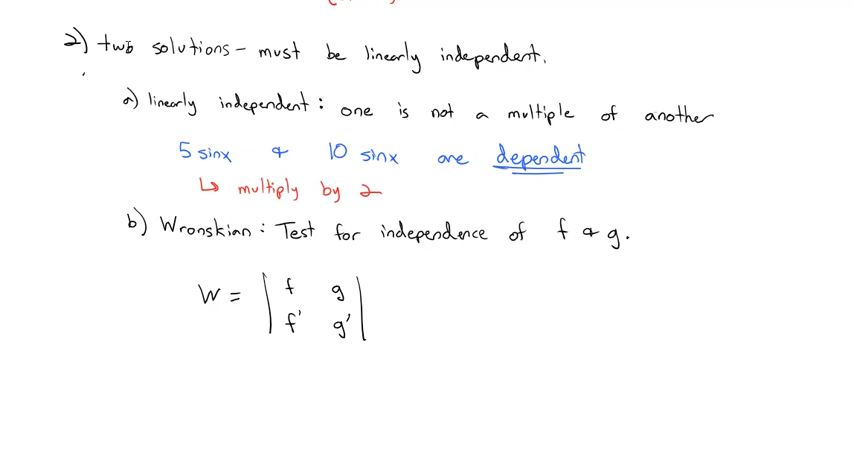 2) two solutions – must be linearly independent.
a) linearly independent : one is not a multiple of another
5 sinx & 10 sinx are dependent
↳ multiply by 2
b) Wronskian : Test for independence of f & g.
W = | f g |
| f' g' |